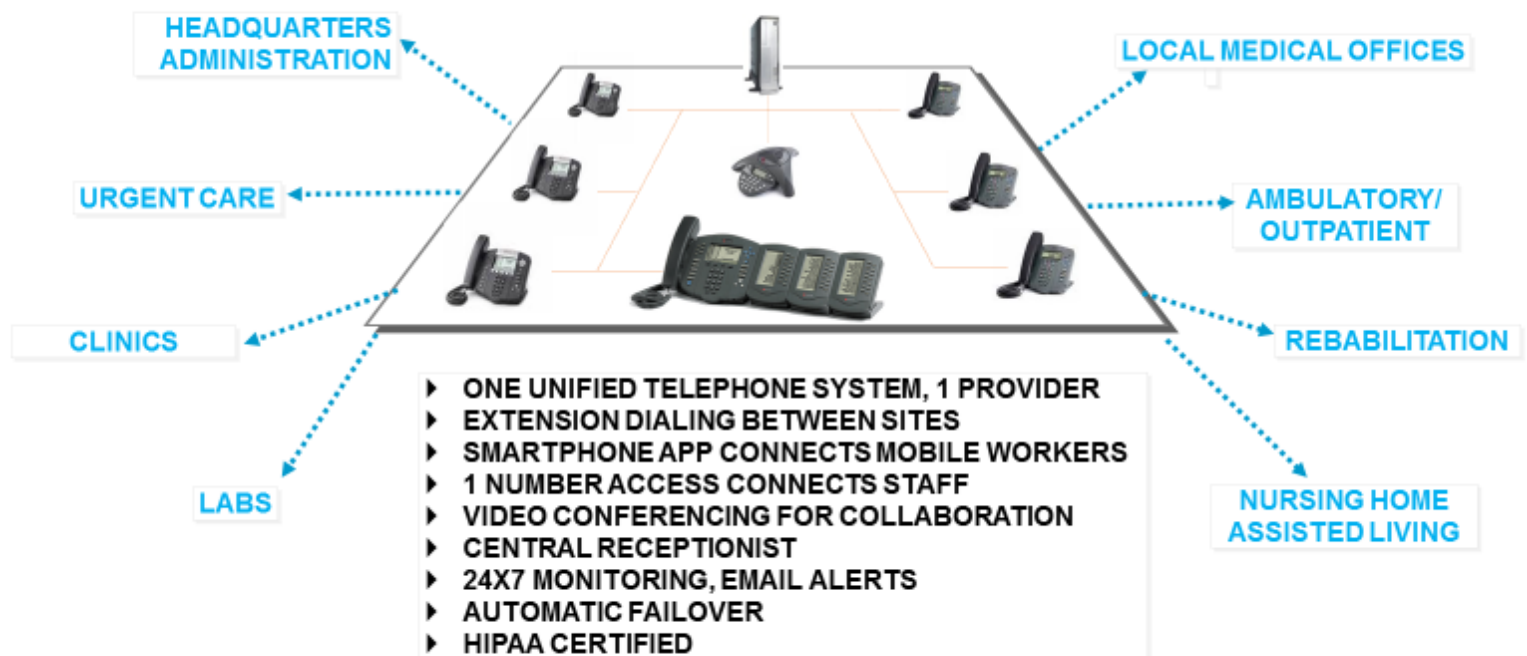 HEADQUARTERS
ADMINISTRATION
LOCAL MEDICAL OFFICES
URGENT CARE
AMBULATORY/
OUTPATIENT
CLINICS
REBABILITATION
LABS
NURSING HOME
ASSISTED LIVING
ONE UNIFIED TELEPHONE SYSTEM, 1 PROVIDER
EXTENSION DIALING BETWEEN SITES
SMARTPHONE APP CONNECTS MOBILE WORKERS
1 NUMBER ACCESS CONNECTS STAFF
VIDEO CONFERENCING FOR COLLABORATION
CENTRAL RECEPTIONIST
24X7 MONITORING, EMAIL ALERTS
AUTOMATIC FAILOVER
HIPAA CERTIFIED